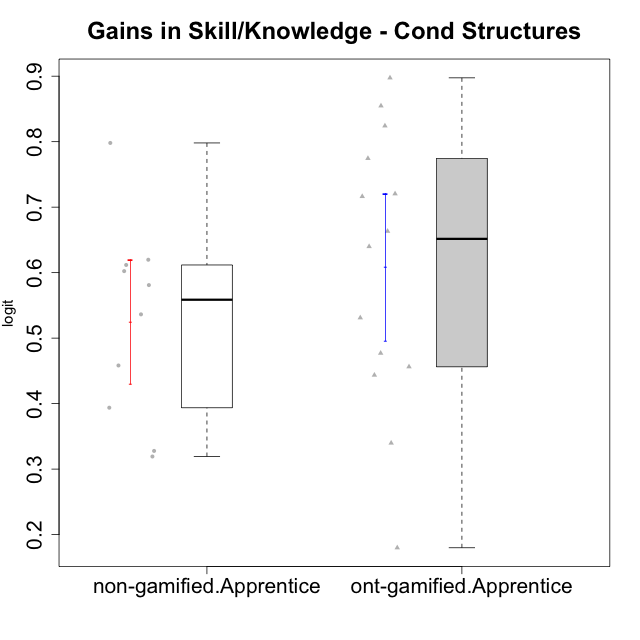 Gains in Skill/Knowledge - Cond Structures
logit
0.9
0.8
0.7
0.6
0.5
0.4
0.3
0.2
non-gamified.Apprentice ont-gamified.Apprentice